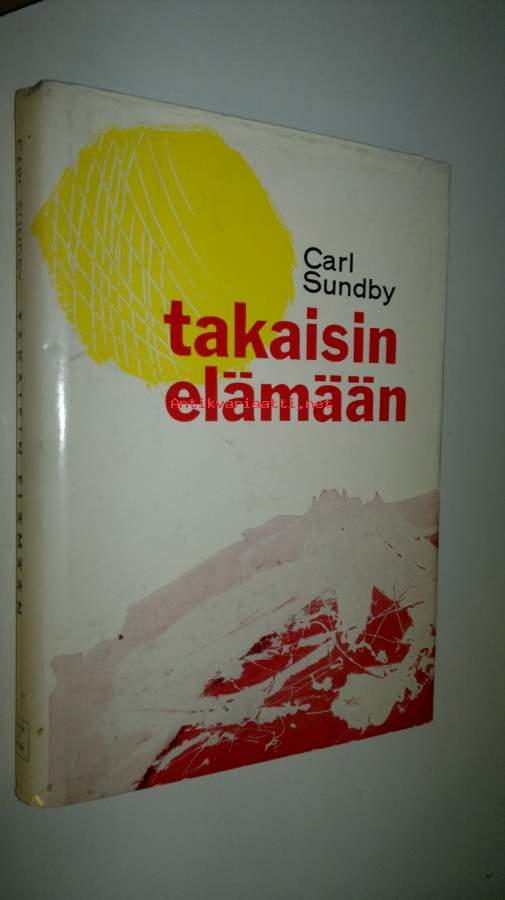 Carl
Sundby
takaisin
elämään
Antikvariaatti.net
CARL SUNDBY TAKAISIN ELÄMÄÄN